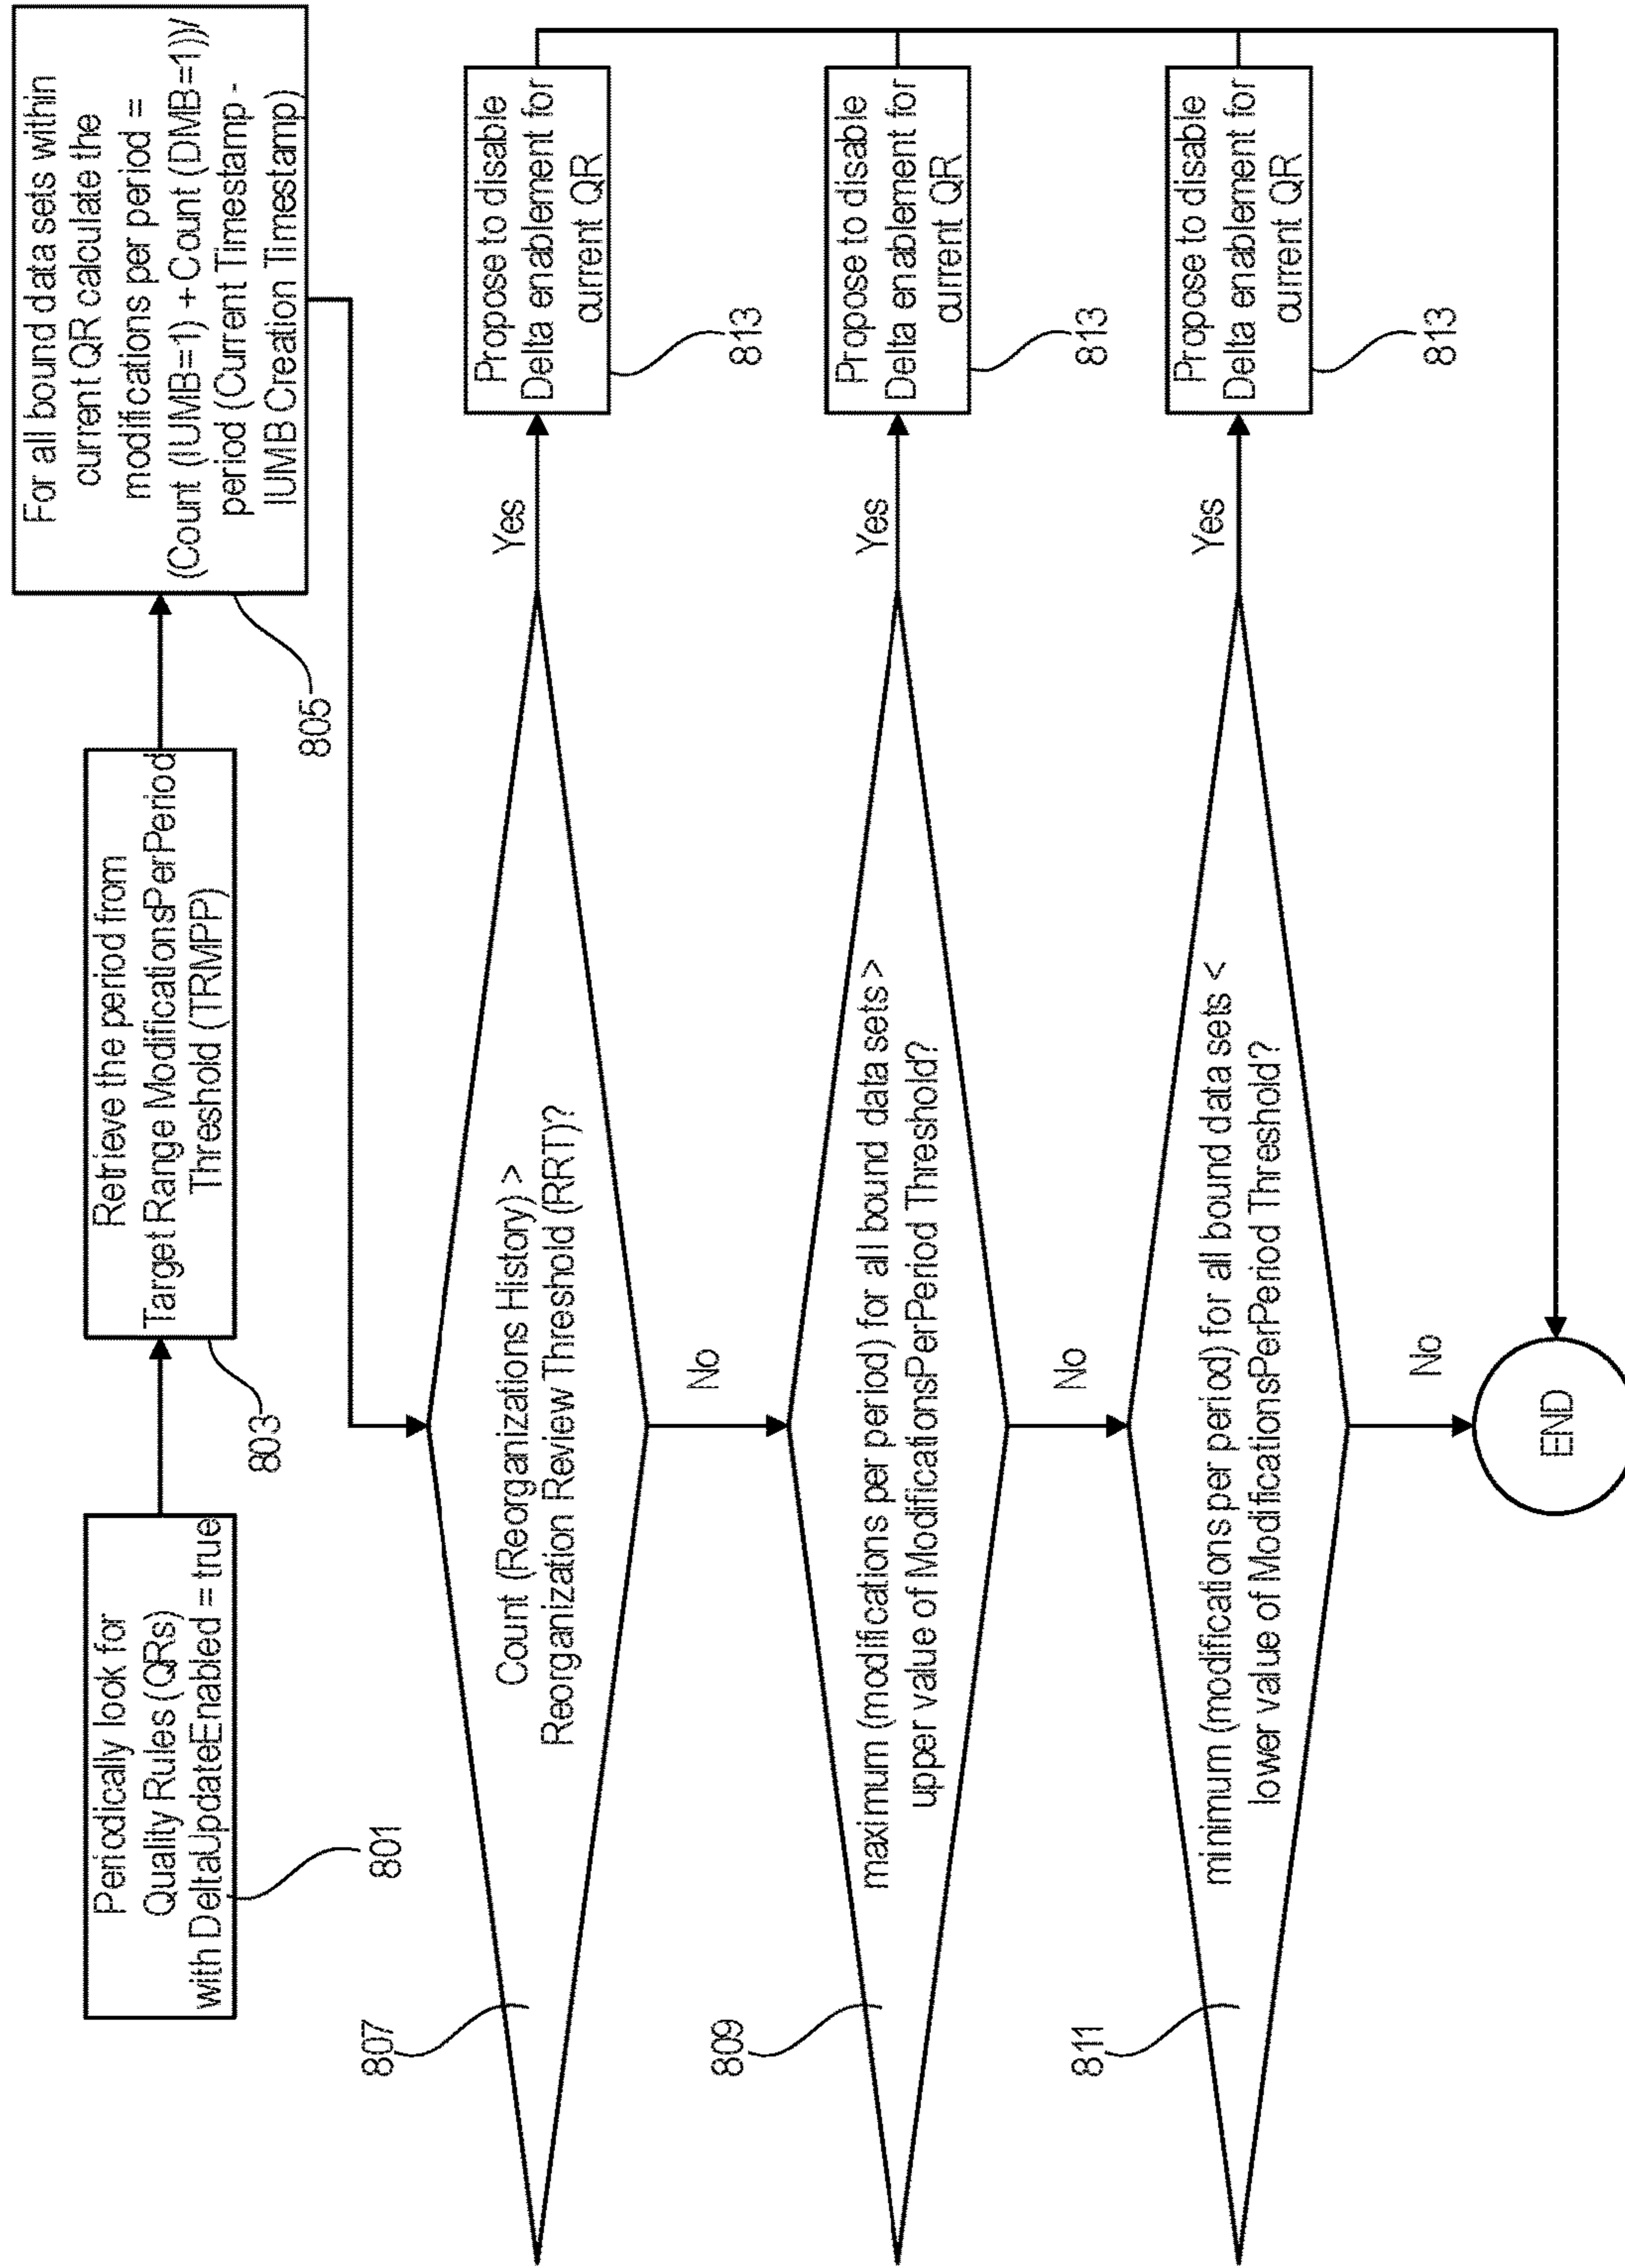 Periodically look for
Quality Rules (QRs)
with DeltaUpdateEnabled = true
801
Retrieve the period from
Target Range ModificationsPerPeriod
Threshold (TRMPP)
803
For all bound data sets within
current QR calculate the
modifications per period =
(Count (IUMB=1) + Count (DMB=1))/
period (Current Timestamp -
IUMB Creation Timestamp)
805
807
Count (Reorganizations History) >
Reorganization Review Threshold (RRT)?
Yes
Propose to disable
Delta enablement for
current QR
813
No
809
maximum (modifications per period) for all bound data sets >
upper value of ModificationsPerPeriod Threshold?
Yes
Propose to disable
Delta enablement for
current QR
813
No
811
minimum (modifications per period) for all bound data sets <
lower value of ModificationsPerPeriod Threshold?
Yes
Propose to disable
Delta enablement for
current QR
813
No
END